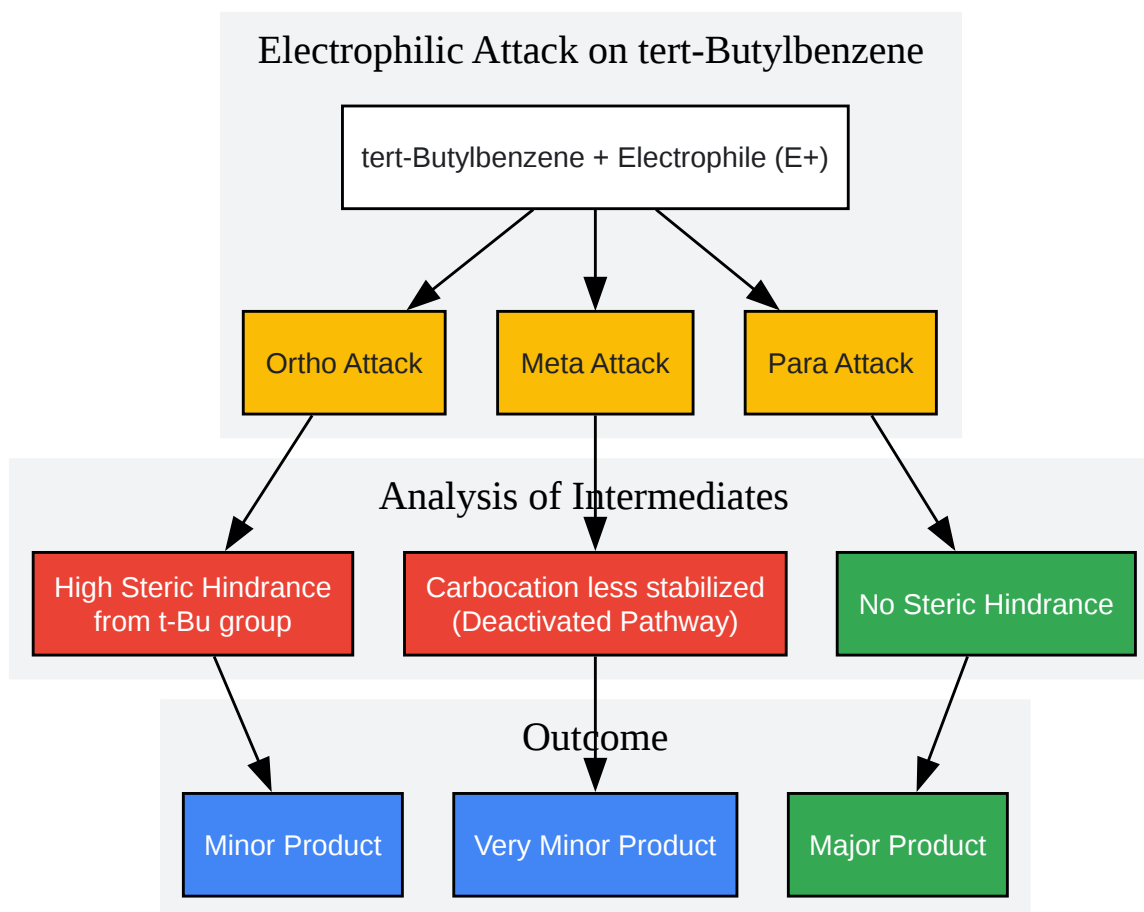 Electrophilic Attack on tert-Butylbenzene
tert-Butylbenzene + Electrophile (E+)
Ortho Attack
Meta Attack
Para Attack
Analysis of Intermediates
High Steric Hindrance
from t-Bu group
Carbocation less stabilized
(Deactivated Pathway)
No Steric Hindrance
Outcome
Minor Product
Very Minor Product
Major Product